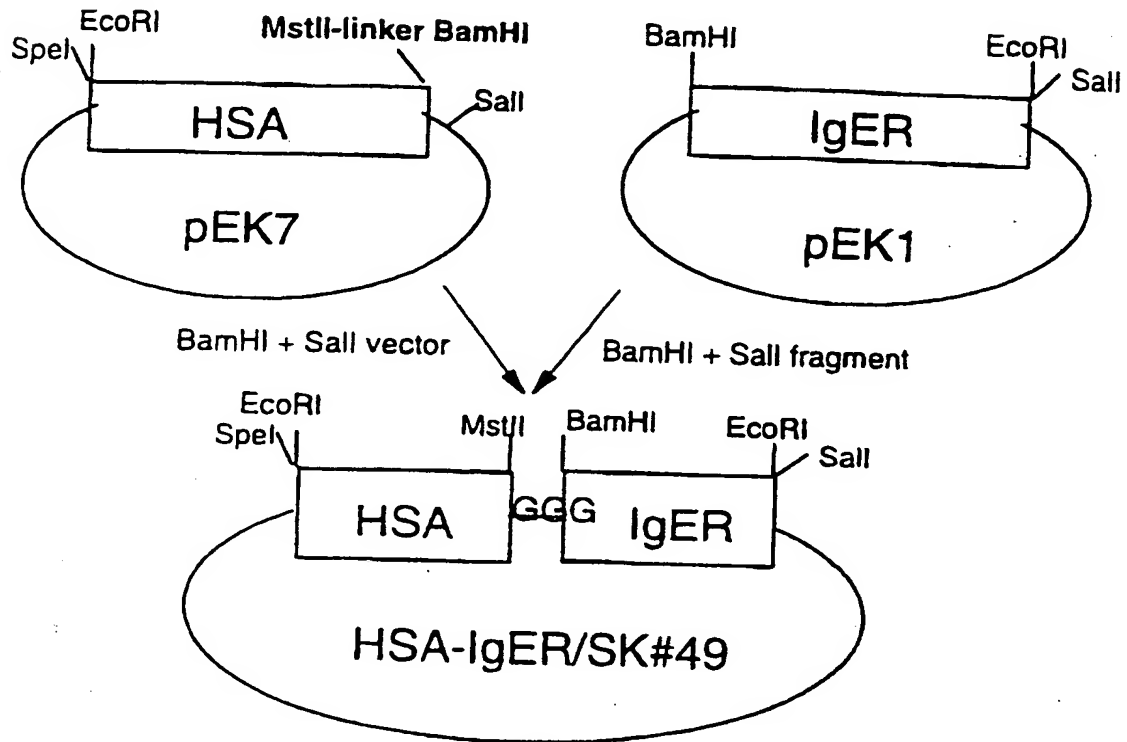 EcoRI
SpeI
MstII-linker BamHI
SalI
HSA
pEK7
BamHI
EcoRI
SalI
IgER
pEK1
BamHI + SalI vector
BamHI + SalI fragment
EcoRI
SpeI
MstII
BamHI
EcoRI
SalI
HSA
GGG
IgER
HSA-IgER/SK#49